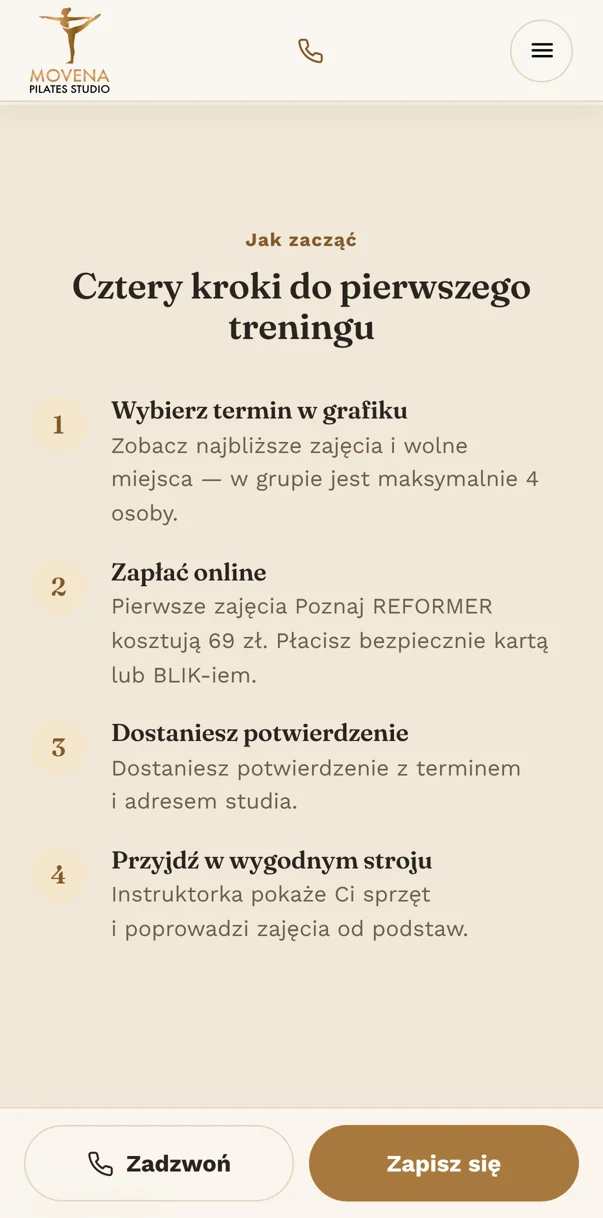 MOVENA
PILATES STUDIO
Jak zacząć
Cztery kroki do pierwszego
treningu
1
Wybierz termin w grafiku
Zobacz najbliższe zajęcia i wolne
miejsca — w grupie jest maksymalnie 4
osoby.
2
Zapłać online
Pierwsze zajęcia Poznaj REFORMER
kosztują 69 zł. Płacisz bezpiecznie kartą
lub BLIK-iem.
3
Dostaniesz potwierdzenie
Dostaniesz potwierdzenie z terminem
i adresem studia.
4
Przyjdź w wygodnym stroju
Instruktorka pokaże Ci sprzęt
i poprowadzi zajęcia od podstaw.
Zadzwoń
Zapisz się